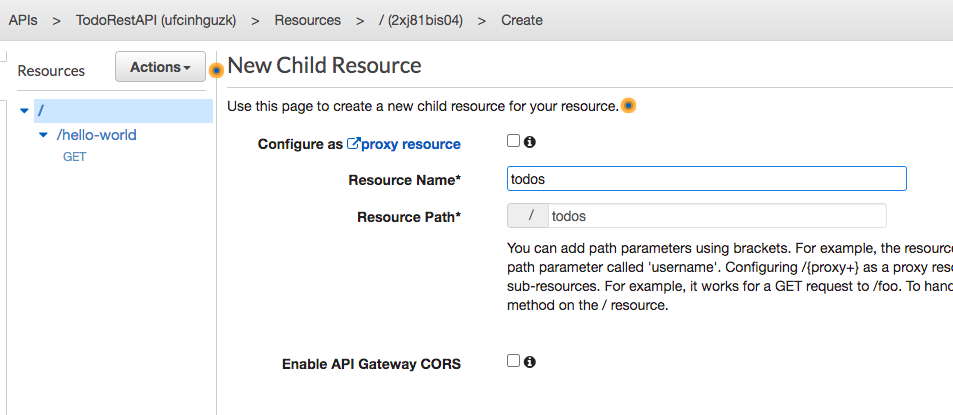 APIs > TodoRestAPI (ufcinhguzk) > Resources > / (2xj81bis04) > Create
Resources
Actions
New Child Resource
/
/hello-world
GET
Use this page to create a new child resource for your resource.
Configure as proxy resource
Resource Name*
todos
Resource Path*
/ todos
You can add path parameters using brackets. For example, the
path parameter called 'username'. Configuring /{proxy+} as a proxy
sub-resources. For example, it works for a GET request to /foo. To
method on the / resource.
Enable API Gateway CORS